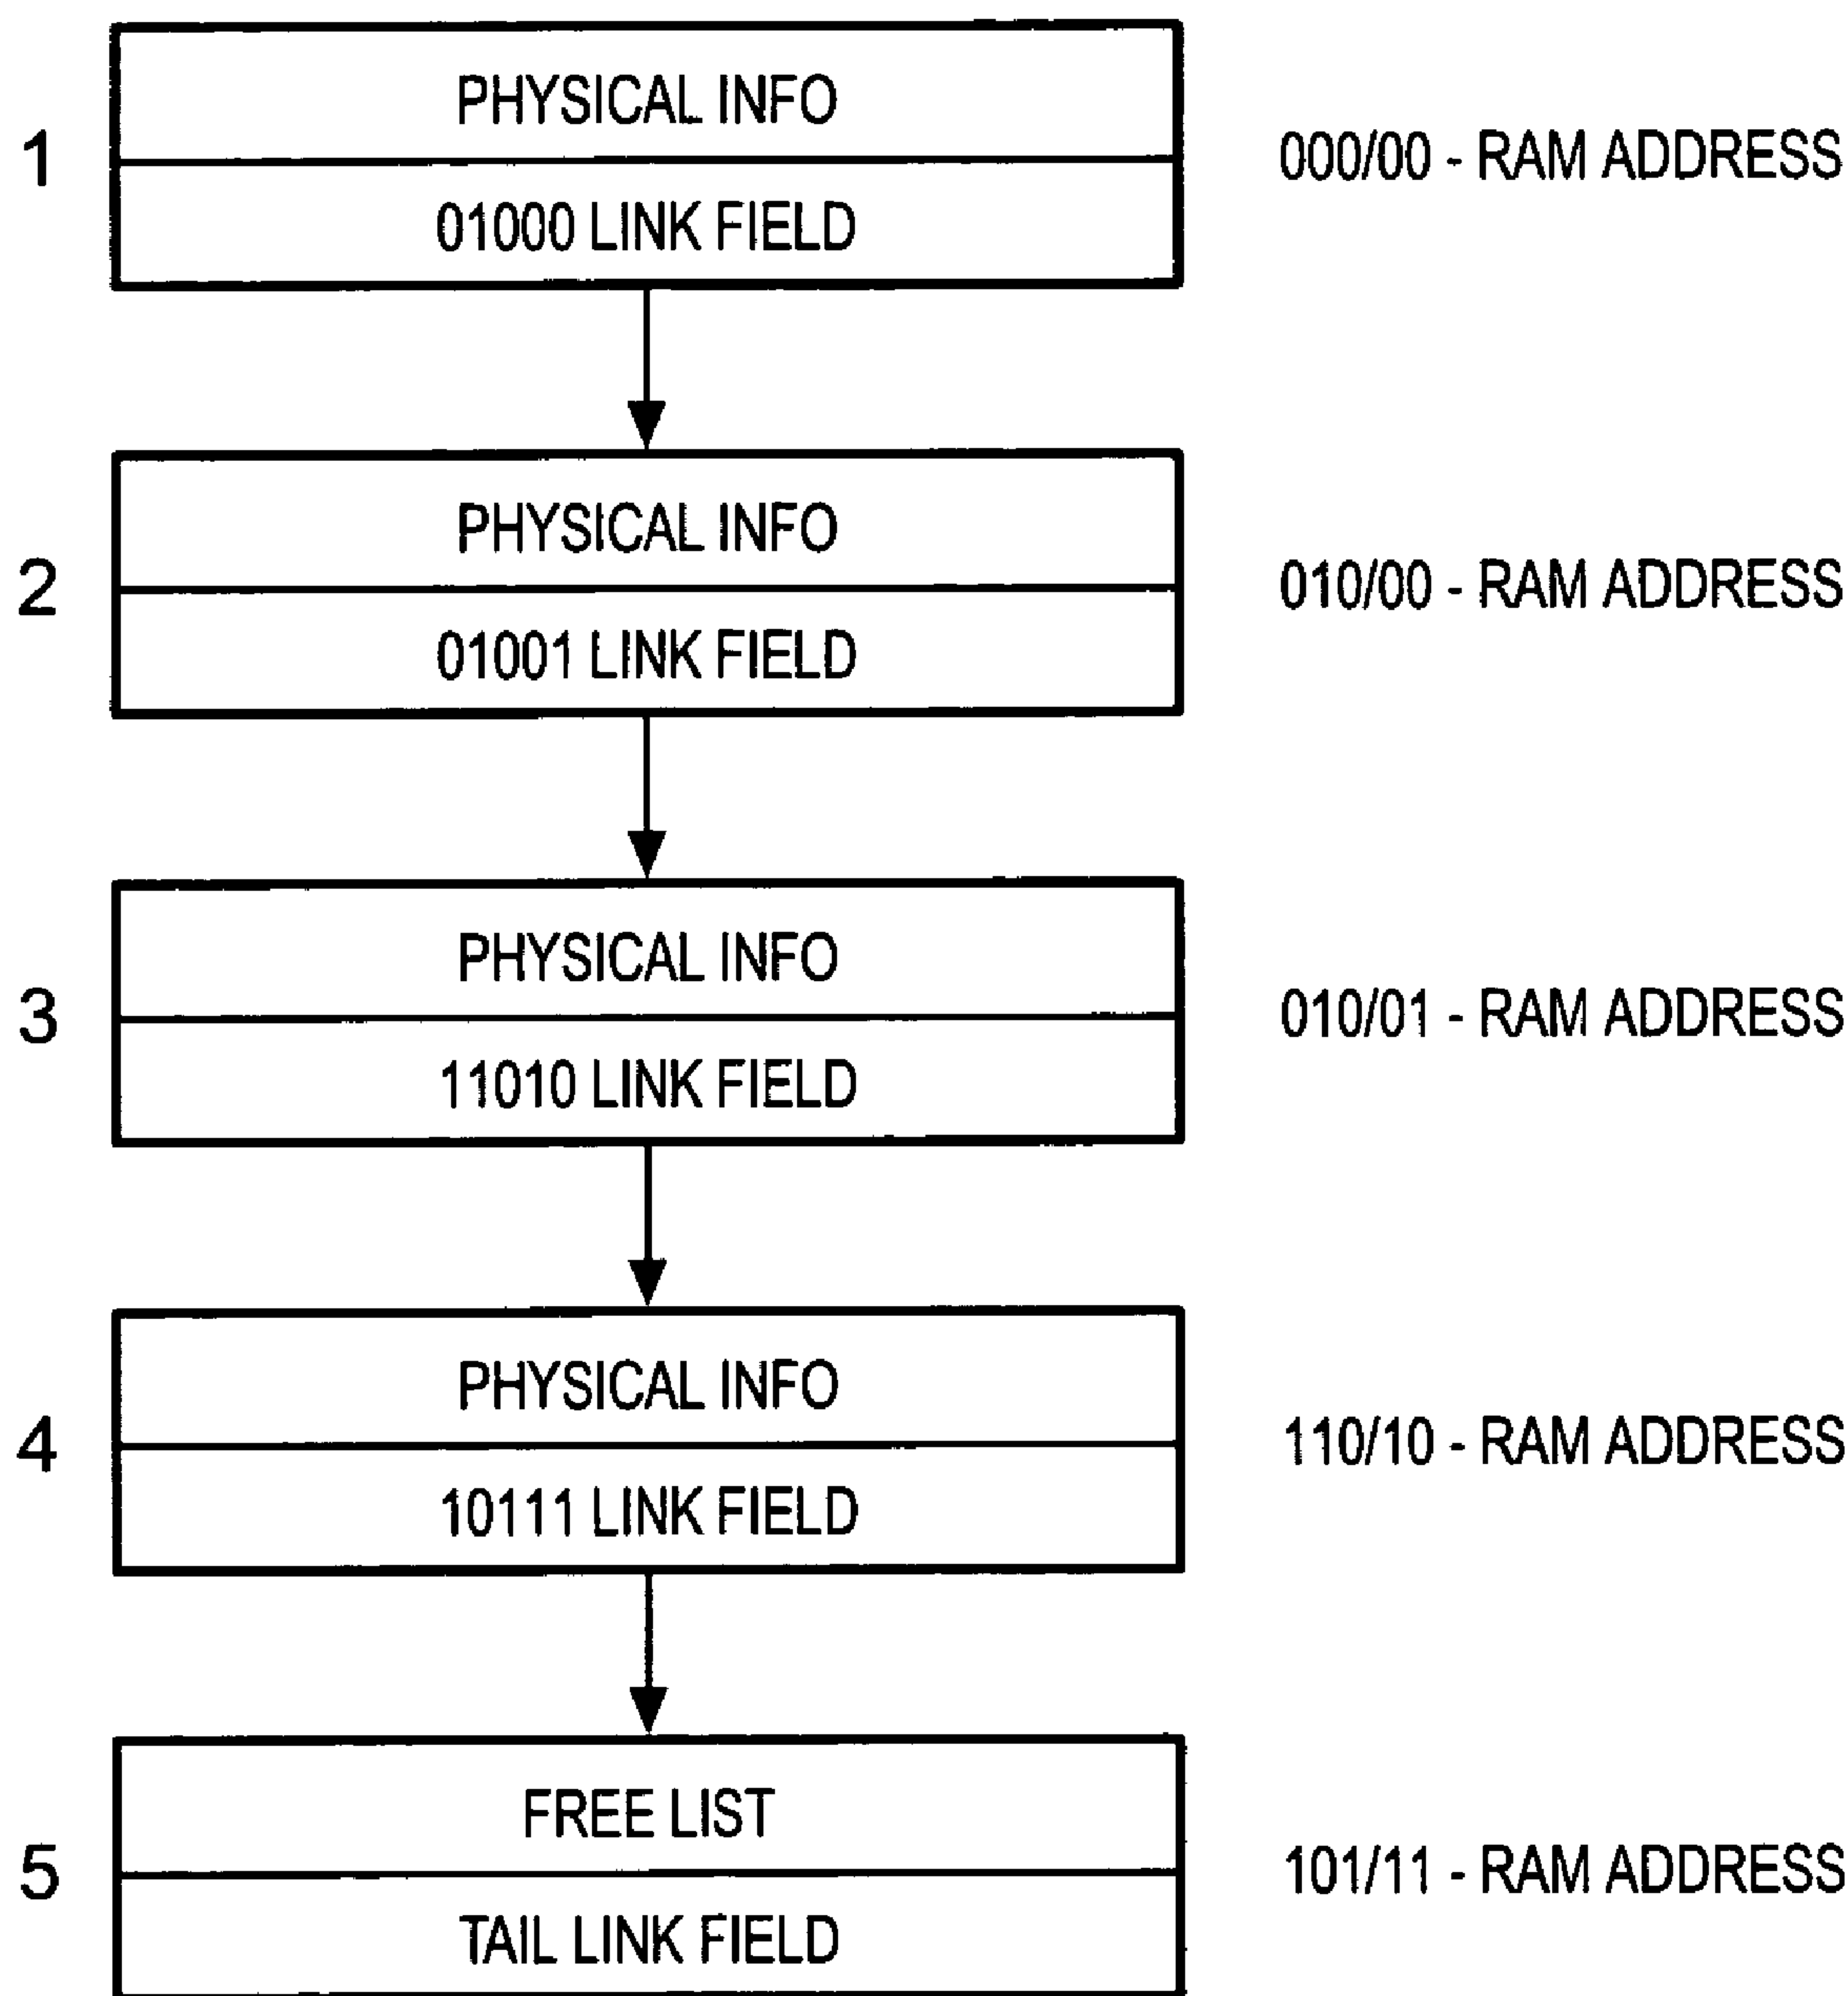 PHYSICAL INFO
1
000/00 - RAM ADDRESS
01000 LINK FIELD
PHYSICAL INFO
2
010/00 - RAM ADDRESS
01001 LINK FIELD
PHYSICAL INFO
3
010/01 - RAM ADDRESS
11010 LINK FIELD
PHYSICAL INFO
4
110/10 - RAM ADDRESS
10111 LINK FIELD
FREE LIST
5
101/11 - RAM ADDRESS
TAIL LINK FIELD